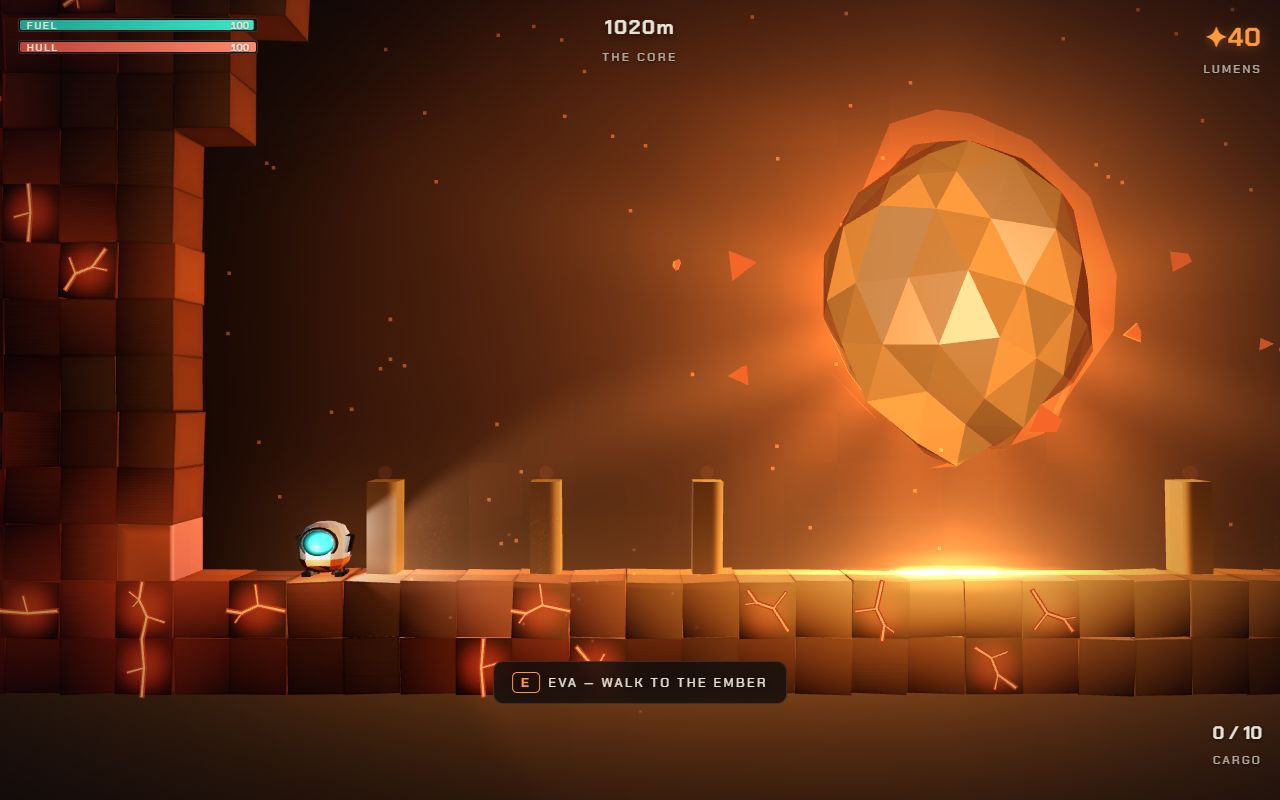 FUEL 100
HULL 100
1020m
THE CORE
✦40
LUMENS
E EVA — WALK TO THE EMBER
0 / 10
CARGO